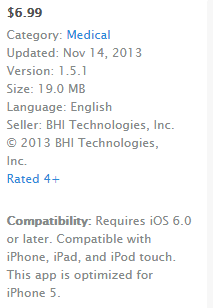 $6.99
Category: Medical
Updated: Nov 14, 2013
Version: 1.5.1
Size: 19.0 MB
Language: English
Seller: BHI Technologies, Inc.
© 2013 BHI Technologies,
Inc.
Rated 4+
Compatibility: Requires iOS 6.0
or later. Compatible with
iPhone, iPad, and iPod touch.
This app is optimized for
iPhone 5.